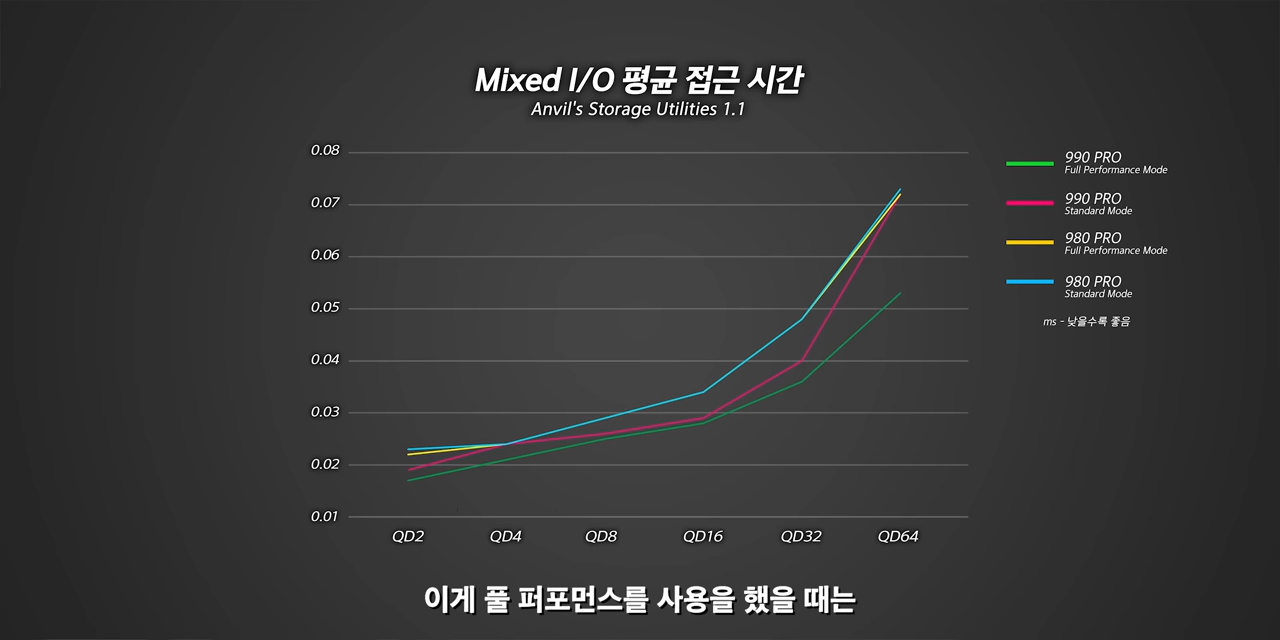 Mixed I/O 평균 접근 시간
Anvil's Storage Utilities 1.1
0.08
0.07
0.06
0.05
0.04
0.03
0.02
0.01
QD2 QD4 QD8 QD16 QD32 QD64
990 PRO
Full Performance Mode
990 PRO
Standard Mode
980 PRO
Full Performance Mode
980 PRO
Standard Mode
ms - 낮을수록 좋음
이게 풀 퍼포먼스를 사용을 했을 때는